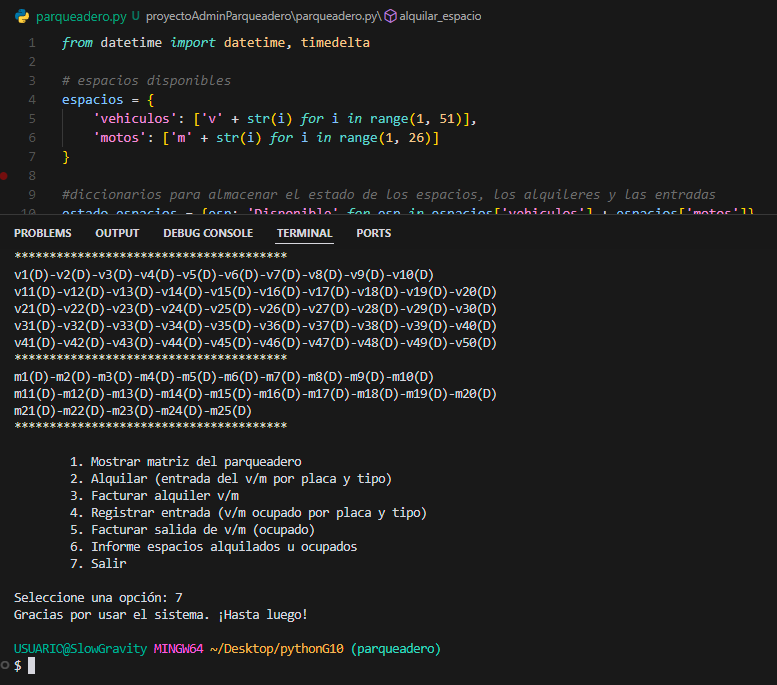 parqueadero.py U proyectoAdminParqueadero\parqueadero.py\ alquilar_espacio
1 from datetime import datetime, timedelta
2
3 # espacios disponibles
4 espacios = {
5 'vehiculos': ['v' + str(i) for i in range(1, 51)],
6 'motos': ['m' + str(i) for i in range(1, 26)]
7 }
8
9 #diccionarios para almacenar el estado de los espacios, los alquileres y las entradas
10 estado_espacios = {esp: 'Disponible' for esp in espacios['vehiculos'] + espacios['motos']}
PROBLEMS OUTPUT DEBUG CONSOLE TERMINAL PORTS
***************************************
v1(D)-v2(D)-v3(D)-v4(D)-v5(D)-v6(D)-v7(D)-v8(D)-v9(D)-v10(D)
v11(D)-v12(D)-v13(D)-v14(D)-v15(D)-v16(D)-v17(D)-v18(D)-v19(D)-v20(D)
v21(D)-v22(D)-v23(D)-v24(D)-v25(D)-v26(D)-v27(D)-v28(D)-v29(D)-v30(D)
v31(D)-v32(D)-v33(D)-v34(D)-v35(D)-v36(D)-v37(D)-v38(D)-v39(D)-v40(D)
v41(D)-v42(D)-v43(D)-v44(D)-v45(D)-v46(D)-v47(D)-v48(D)-v49(D)-v50(D)
***************************************
m1(D)-m2(D)-m3(D)-m4(D)-m5(D)-m6(D)-m7(D)-m8(D)-m9(D)-m10(D)
m11(D)-m12(D)-m13(D)-m14(D)-m15(D)-m16(D)-m17(D)-m18(D)-m19(D)-m20(D)
m21(D)-m22(D)-m23(D)-m24(D)-m25(D)
***************************************
1. Mostrar matriz del parqueadero
2. Alquilar (entrada del v/m por placa y tipo)
3. Facturar alquiler v/m
4. Registrar entrada (v/m ocupado por placa y tipo)
5. Facturar salida de v/m (ocupado)
6. Informe espacios alquilados u ocupados
7. Salir
Seleccione una opción: 7
Gracias por usar el sistema. ¡Hasta luego!
USUARIO@SlowGravity MINGW64 ~/Desktop/pythonG10 (parqueadero)
$